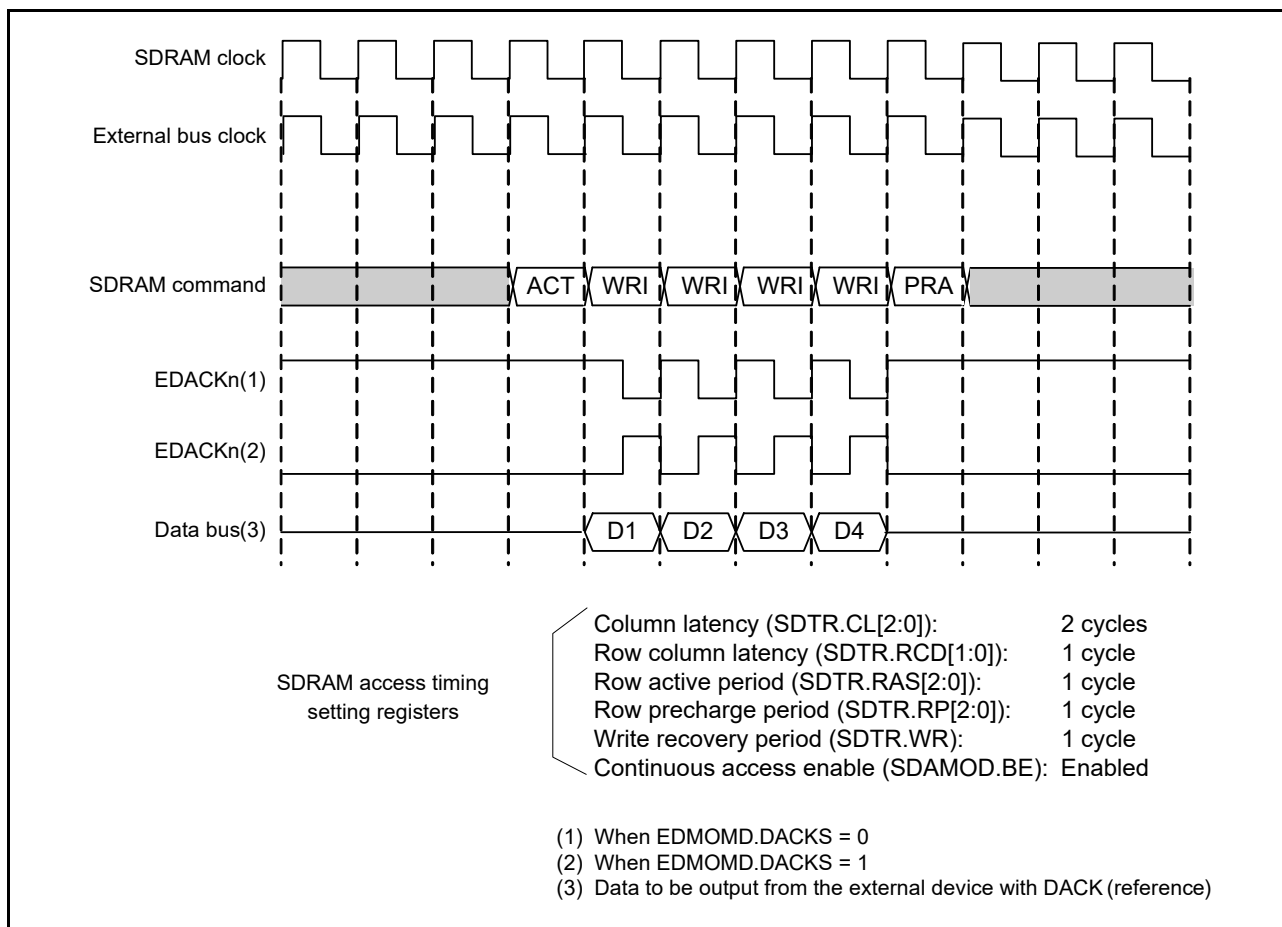 SDRAM clock
External bus clock
SDRAM command ACT WRI WRI WRI WRI PRA
EDACKn(1)
EDACKn(2)
Data bus(3) D1 D2 D3 D4
SDRAM access timing
setting registers
Column latency (SDTR.CL[2:0]): 2 cycles
Row column latency (SDTR.RCD[1:0]): 1 cycle
Row active period (SDTR.RAS[2:0]): 1 cycle
Row precharge period (SDTR.RP[2:0]): 1 cycle
Write recovery period (SDTR.WR): 1 cycle
Continuous access enable (SDAMOD.BE): Enabled
(1) When EDMOMD.DACKS = 0
(2) When EDMOMD.DACKS = 1
(3) Data to be output from the external device with DACK (reference)